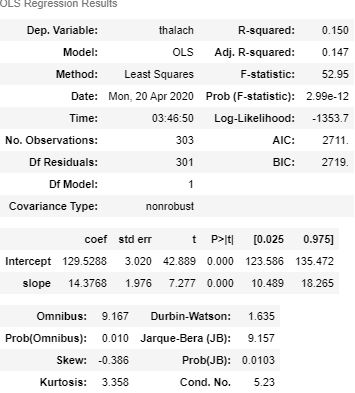 OLS Regression Results
Dep. Variable: thalach R-squared: 0.150
Model: OLS Adj. R-squared: 0.147
Method: Least Squares F-statistic: 52.95
Date: Mon, 20 Apr 2020 Prob (F-statistic): 2.99e-12
Time: 03:46:50 Log-Likelihood: -1353.7
No. Observations: 303 AIC: 2711.
Df Residuals: 301 BIC: 2719.
Df Model: 1
Covariance Type: nonrobust
coef std err t P>|t| [0.025 0.975]
Intercept 129.5288 3.020 42.889 0.000 123.586 135.472
slope 14.3768 1.976 7.277 0.000 10.489 18.265
Omnibus: 9.167 Durbin-Watson: 1.635
Prob(Omnibus): 0.010 Jarque-Bera (JB): 9.157
Skew: -0.386 Prob(JB): 0.0103
Kurtosis: 3.358 Cond. No. 5.23